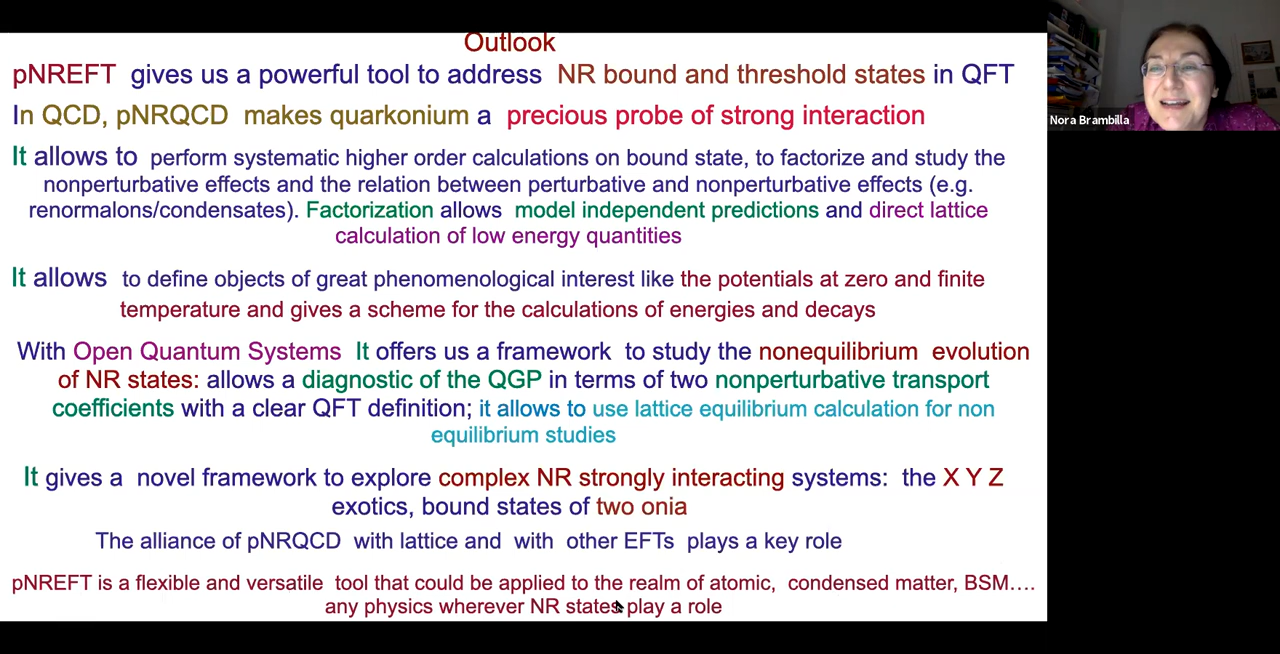 Outlook
pNREFT gives us a powerful tool to address NR bound and threshold states in QFT
In QCD, pNRQCD makes quarkonium a precious probe of strong interaction
It allows to perform systematic higher order calculations on bound state, to factorize and study the
nonperturbative effects and the relation between perturbative and nonperturbative effects (e.g.
renormalons/condensates). Factorization allows model independent predictions and direct lattice
calculation of low energy quantities
It allows to define objects of great phenomenological interest like the potentials at zero and finite
temperature and gives a scheme for the calculations of energies and decays
With Open Quantum Systems It offers us a framework to study the nonequilibrium evolution
of NR states: allows a diagnostic of the QGP in terms of two nonperturbative transport
coefficients with a clear QFT definition; it allows to use lattice equilibrium calculation for non
equilibrium studies
It gives a novel framework to explore complex NR strongly interacting systems: the X Y Z
exotics, bound states of two onia
The alliance of pNRQCD with lattice and with other EFTs plays a key role
pNREFT is a flexible and versatile tool that could be applied to the realm of atomic, condensed matter, BSM....
any physics wherever NR states play a role
Nora Brambilla